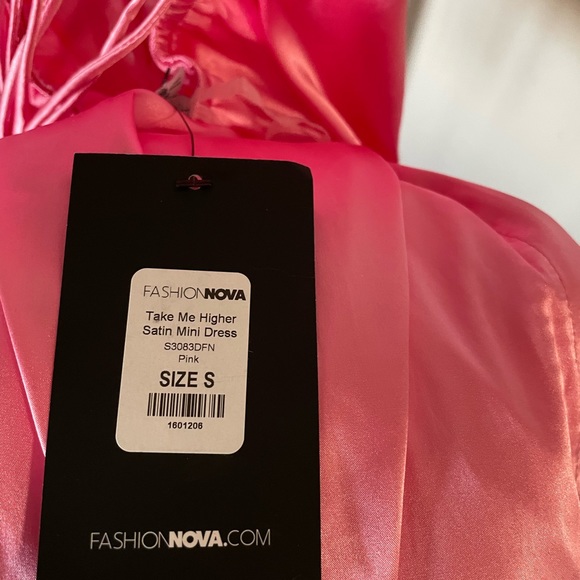 FASHIONNOVA
Take Me Higher
Satin Mini Dress
S3083DFN
Pink
SIZE S
1601206
FASHIONNOVA.COM